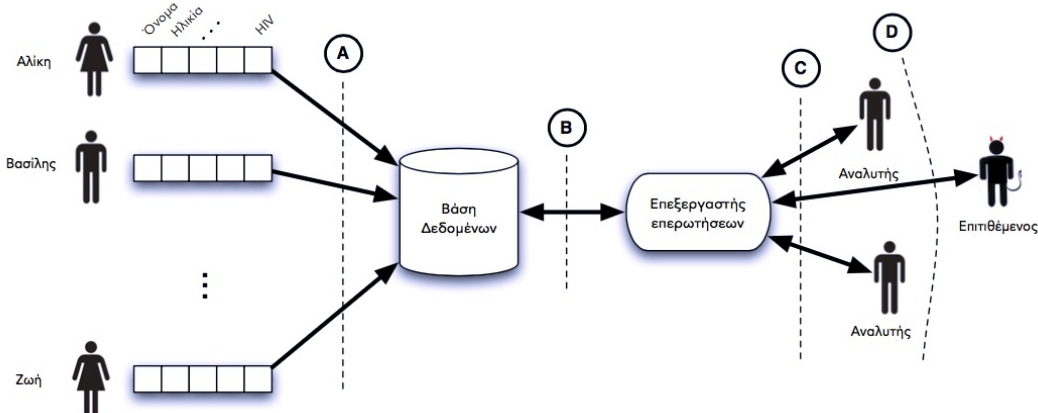 Όνομα
Ηλικία
...
HIV
Αλίκη
Βασίλης
Ζωή
A
Βάση
Δεδομένων
B
Επεξεργαστής
επερωτήσεων
C
D
Αναλυτής
Επιτιθέμενος
Αναλυτής